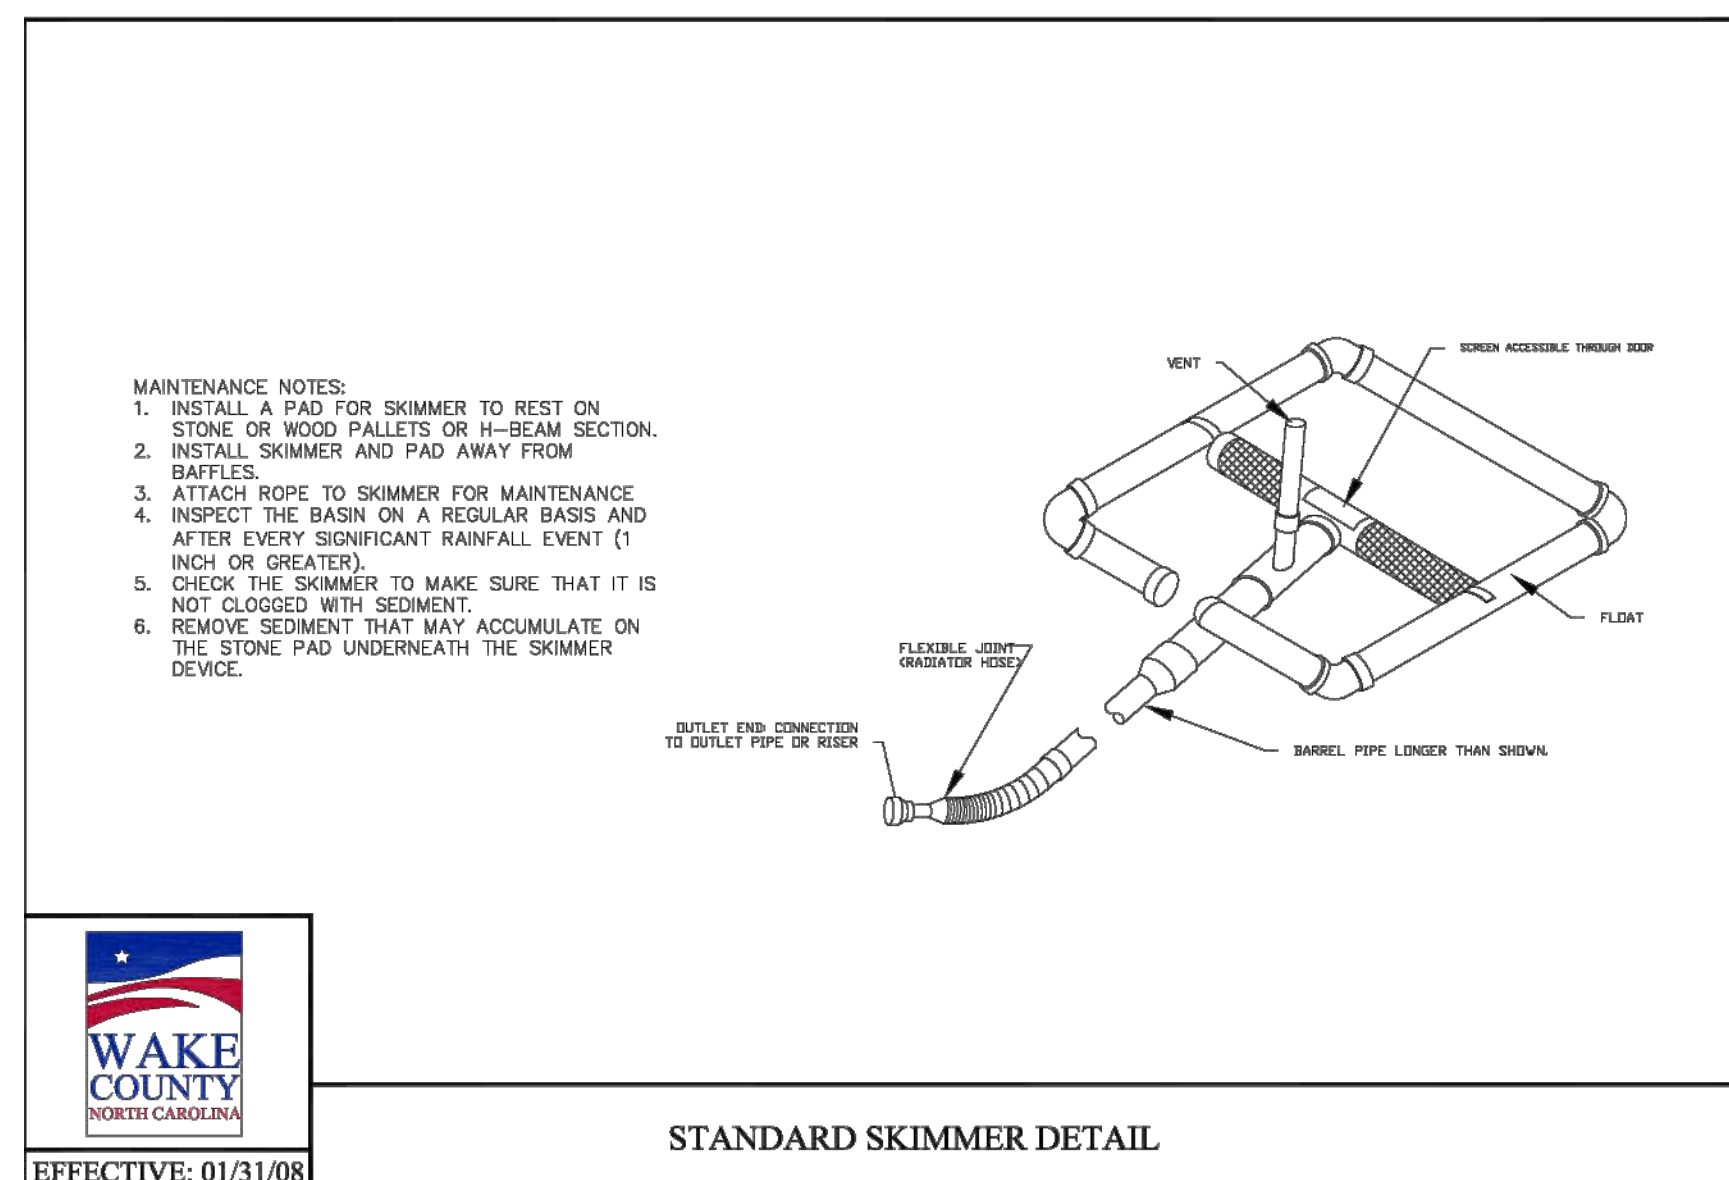 MAINTENANCE NOTES:
1. INSTALL A PAD FOR SKIMMER TO REST ON
STONE OR WOOD PALLETS OR H-BEAM SECTION.
2. INSTALL SKIMMER AND PAD AWAY FROM
BAFFLES.
3. ATTACH ROPE TO SKIMMER FOR MAINTENANCE
4. INSPECT THE BASIN ON A REGULAR BASIS AND
AFTER EVERY SIGNIFICANT RAINFALL EVENT (1
INCH OR GREATER).
5. CHECK THE SKIMMER TO MAKE SURE THAT IT IS
NOT CLOGGED WITH SEDIMENT.
6. REMOVE SEDIMENT THAT MAY ACCUMULATE ON
THE STONE PAD UNDERNEATH THE SKIMMER
DEVICE.
VENT
SCREEN ACCESSIBLE THROUGH DOOR
FLOAT
FLEXIBLE JOINT
(RADIATOR HOSE)
OUTLET END: CONNECTION
TO OUTLET PIPE OR RISER
BARREL PIPE LONGER THAN SHOWN.
WAKE
COUNTY
NORTH CAROLINA
EFFECTIVE: 01/31/08
STANDARD SKIMMER DETAIL